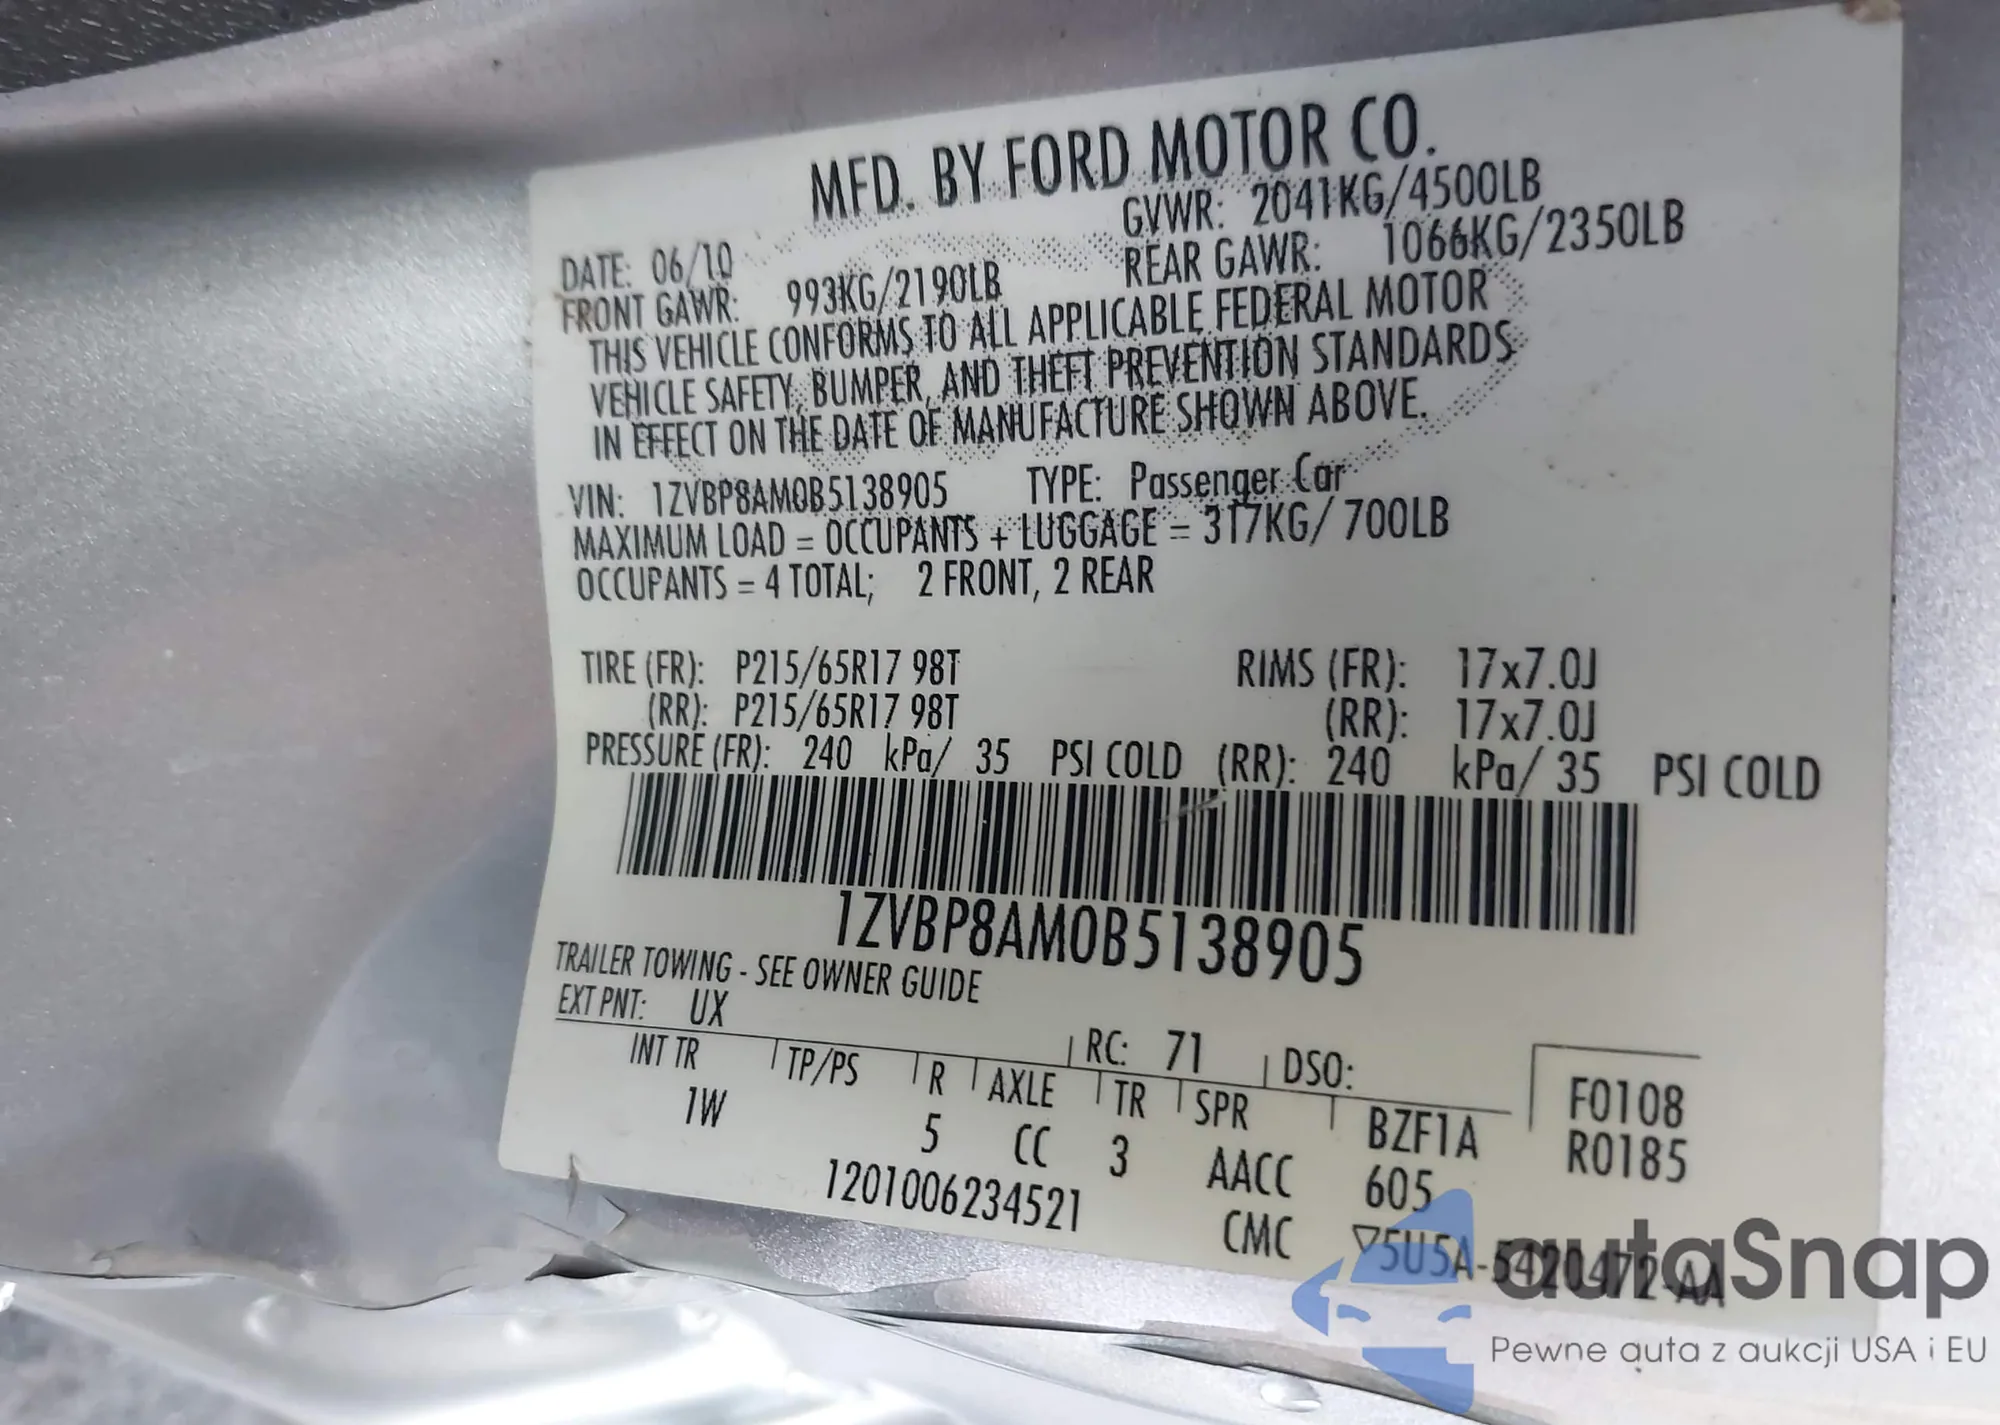 MFD. BY FORD MOTOR CO.
DATE: 06/10 GVWR: 2041KG/4500LB
FRONT GAWR: 993KG/2190LB REAR GAWR: 1066KG/2350LB
THIS VEHICLE CONFORMS TO ALL APPLICABLE FEDERAL MOTOR
VEHICLE SAFETY, BUMPER, AND THEFT PREVENTION STANDARDS
IN EFFECT ON THE DATE OF MANUFACTURE SHOWN ABOVE.
VIN: 1ZVBP8AM0B5138905 TYPE: Passenger Car
MAXIMUM LOAD = OCCUPANTS + LUGGAGE = 317KG/ 700LB
OCCUPANTS = 4 TOTAL; 2 FRONT, 2 REAR
TIRE (FR): P215/65R17 98T RIMS (FR): 17x7.0J
(RR): P215/65R17 98T (RR): 17x7.0J
PRESSURE (FR): 240 kPa/ 35 PSI COLD (RR): 240 kPa/ 35 PSI COLD
1ZVBP8AM0B5138905
TRAILER TOWING - SEE OWNER GUIDE
EXT PNT: UX RC: 71 DSO: F0108
INT TR TP/PS R AXLE TR SPR BZF1A R0185
1W 5 CC 3 AACC 605
1201006234521 CMC ▽5U5A-5420472-AA
autaSnap
Pewne auta z aukcji USA i EU